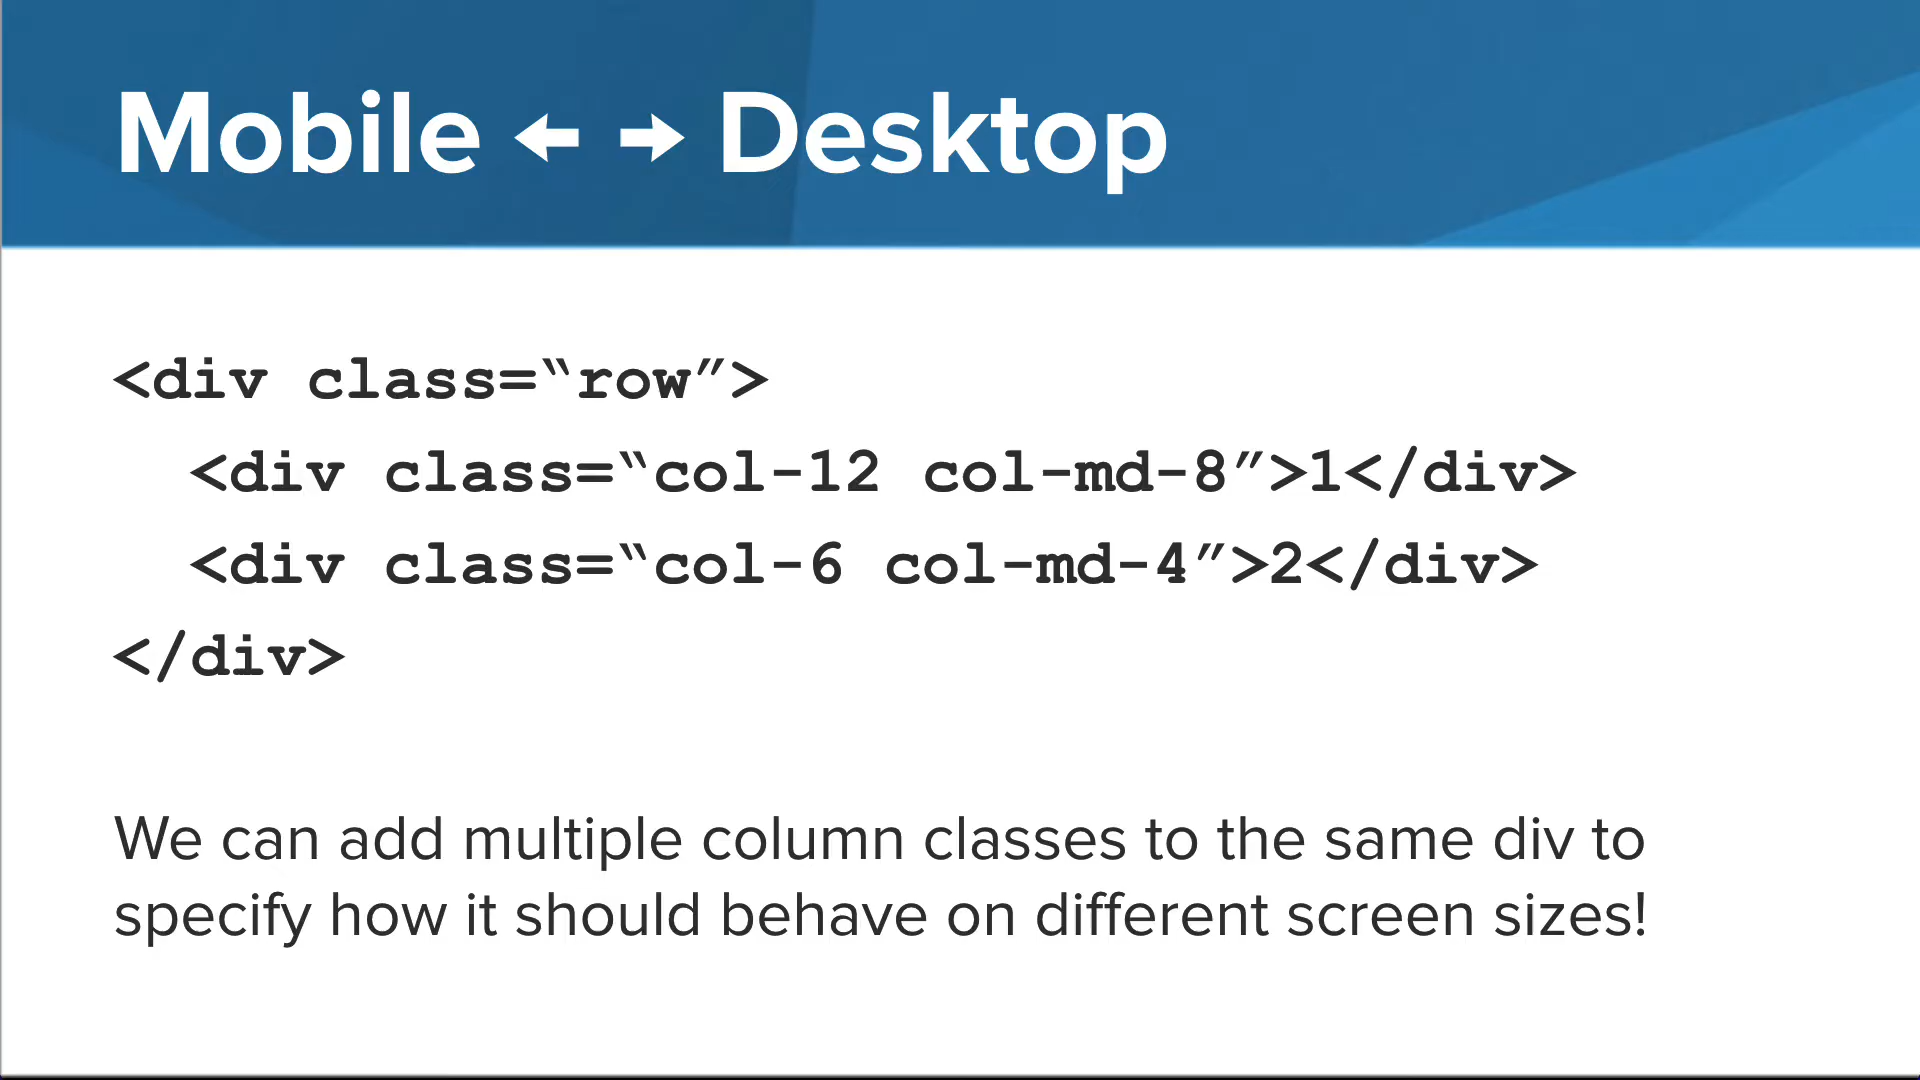 Mobile ← → Desktop
<div class=“row”>
<div class=“col-12 col-md-8”>1</div>
<div class=“col-6 col-md-4”>2</div>
</div>
We can add multiple column classes to the same div to
specify how it should behave on different screen sizes!